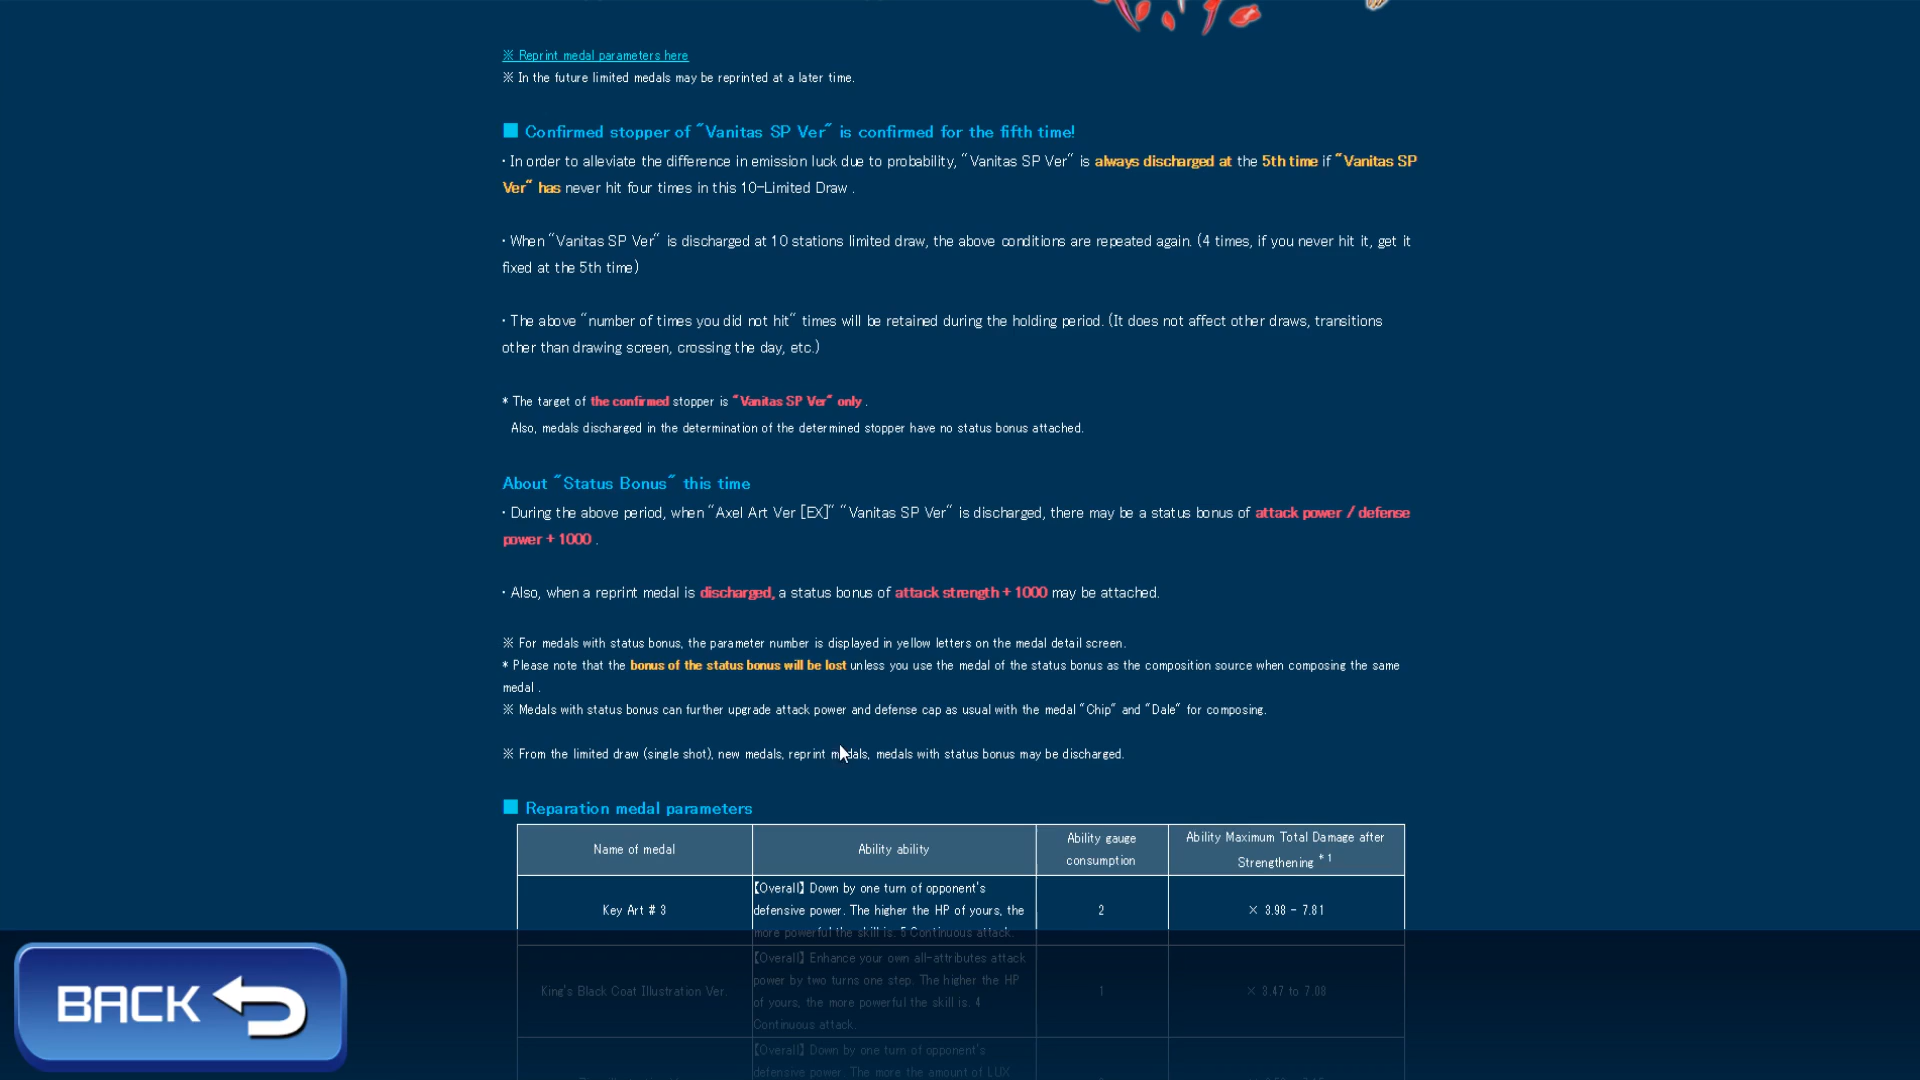 ※ Reprint medal parameters here
※ In the future limited medals may be reprinted at a later time.
■ Confirmed stopper of "Vanitas SP Ver" is confirmed for the fifth time!
· In order to alleviate the difference in emission luck due to probability, "Vanitas SP Ver" is always discharged at the 5th time if "Vanitas SP
Ver" has never hit four times in this 10-Limited Draw .
· When "Vanitas SP Ver" is discharged at 10 stations limited draw, the above conditions are repeated again. (4 times, if you never hit it, get it
fixed at the 5th time)
· The above "number of times you did not hit" times will be retained during the holding period. (It does not affect other draws, transitions
other than drawing screen, crossing the day, etc.)
* The target of the confirmed stopper is "Vanitas SP Ver" only .
Also, medals discharged in the determination of the determined stopper have no status bonus attached.
About "Status Bonus" this time
· During the above period, when "Axel Art Ver [EX]" "Vanitas SP Ver" is discharged, there may be a status bonus of attack power / defense
power + 1000 .
· Also, when a reprint medal is discharged, a status bonus of attack strength + 1000 may be attached.
※ For medals with status bonus, the parameter number is displayed in yellow letters on the medal detail screen.
* Please note that the bonus of the status bonus will be lost unless you use the medal of the status bonus as the composition source when composing the same
medal .
※ Medals with status bonus can further upgrade attack power and defense cap as usual with the medal "Chip" and "Dale" for composing.
※ From the limited draw (single shot), new medals, reprint medals, medals with status bonus may be discharged.
■ Reparation medal parameters
Name of medal
Ability ability
Ability gauge
consumption
Ability Maximum Total Damage after
Strengthening *1
Key Art # 3
【Overall】 Down by one turn of opponent's
defensive power. The higher the HP of yours, the
more powerful the skill is. 5 Continuous attack.
2
× 3.98 - 7.81
King's Black Coat Illustration Ver.
【Overall】 Enhance your own all-attributes attack
power by two turns one step. The higher the HP
of yours, the more powerful the skill is. 4
Continuous attack.
1
× 3.47 to 7.08
【Overall】 Down by one turn of opponent's
defensive power. The more the amount of LUX
BACK